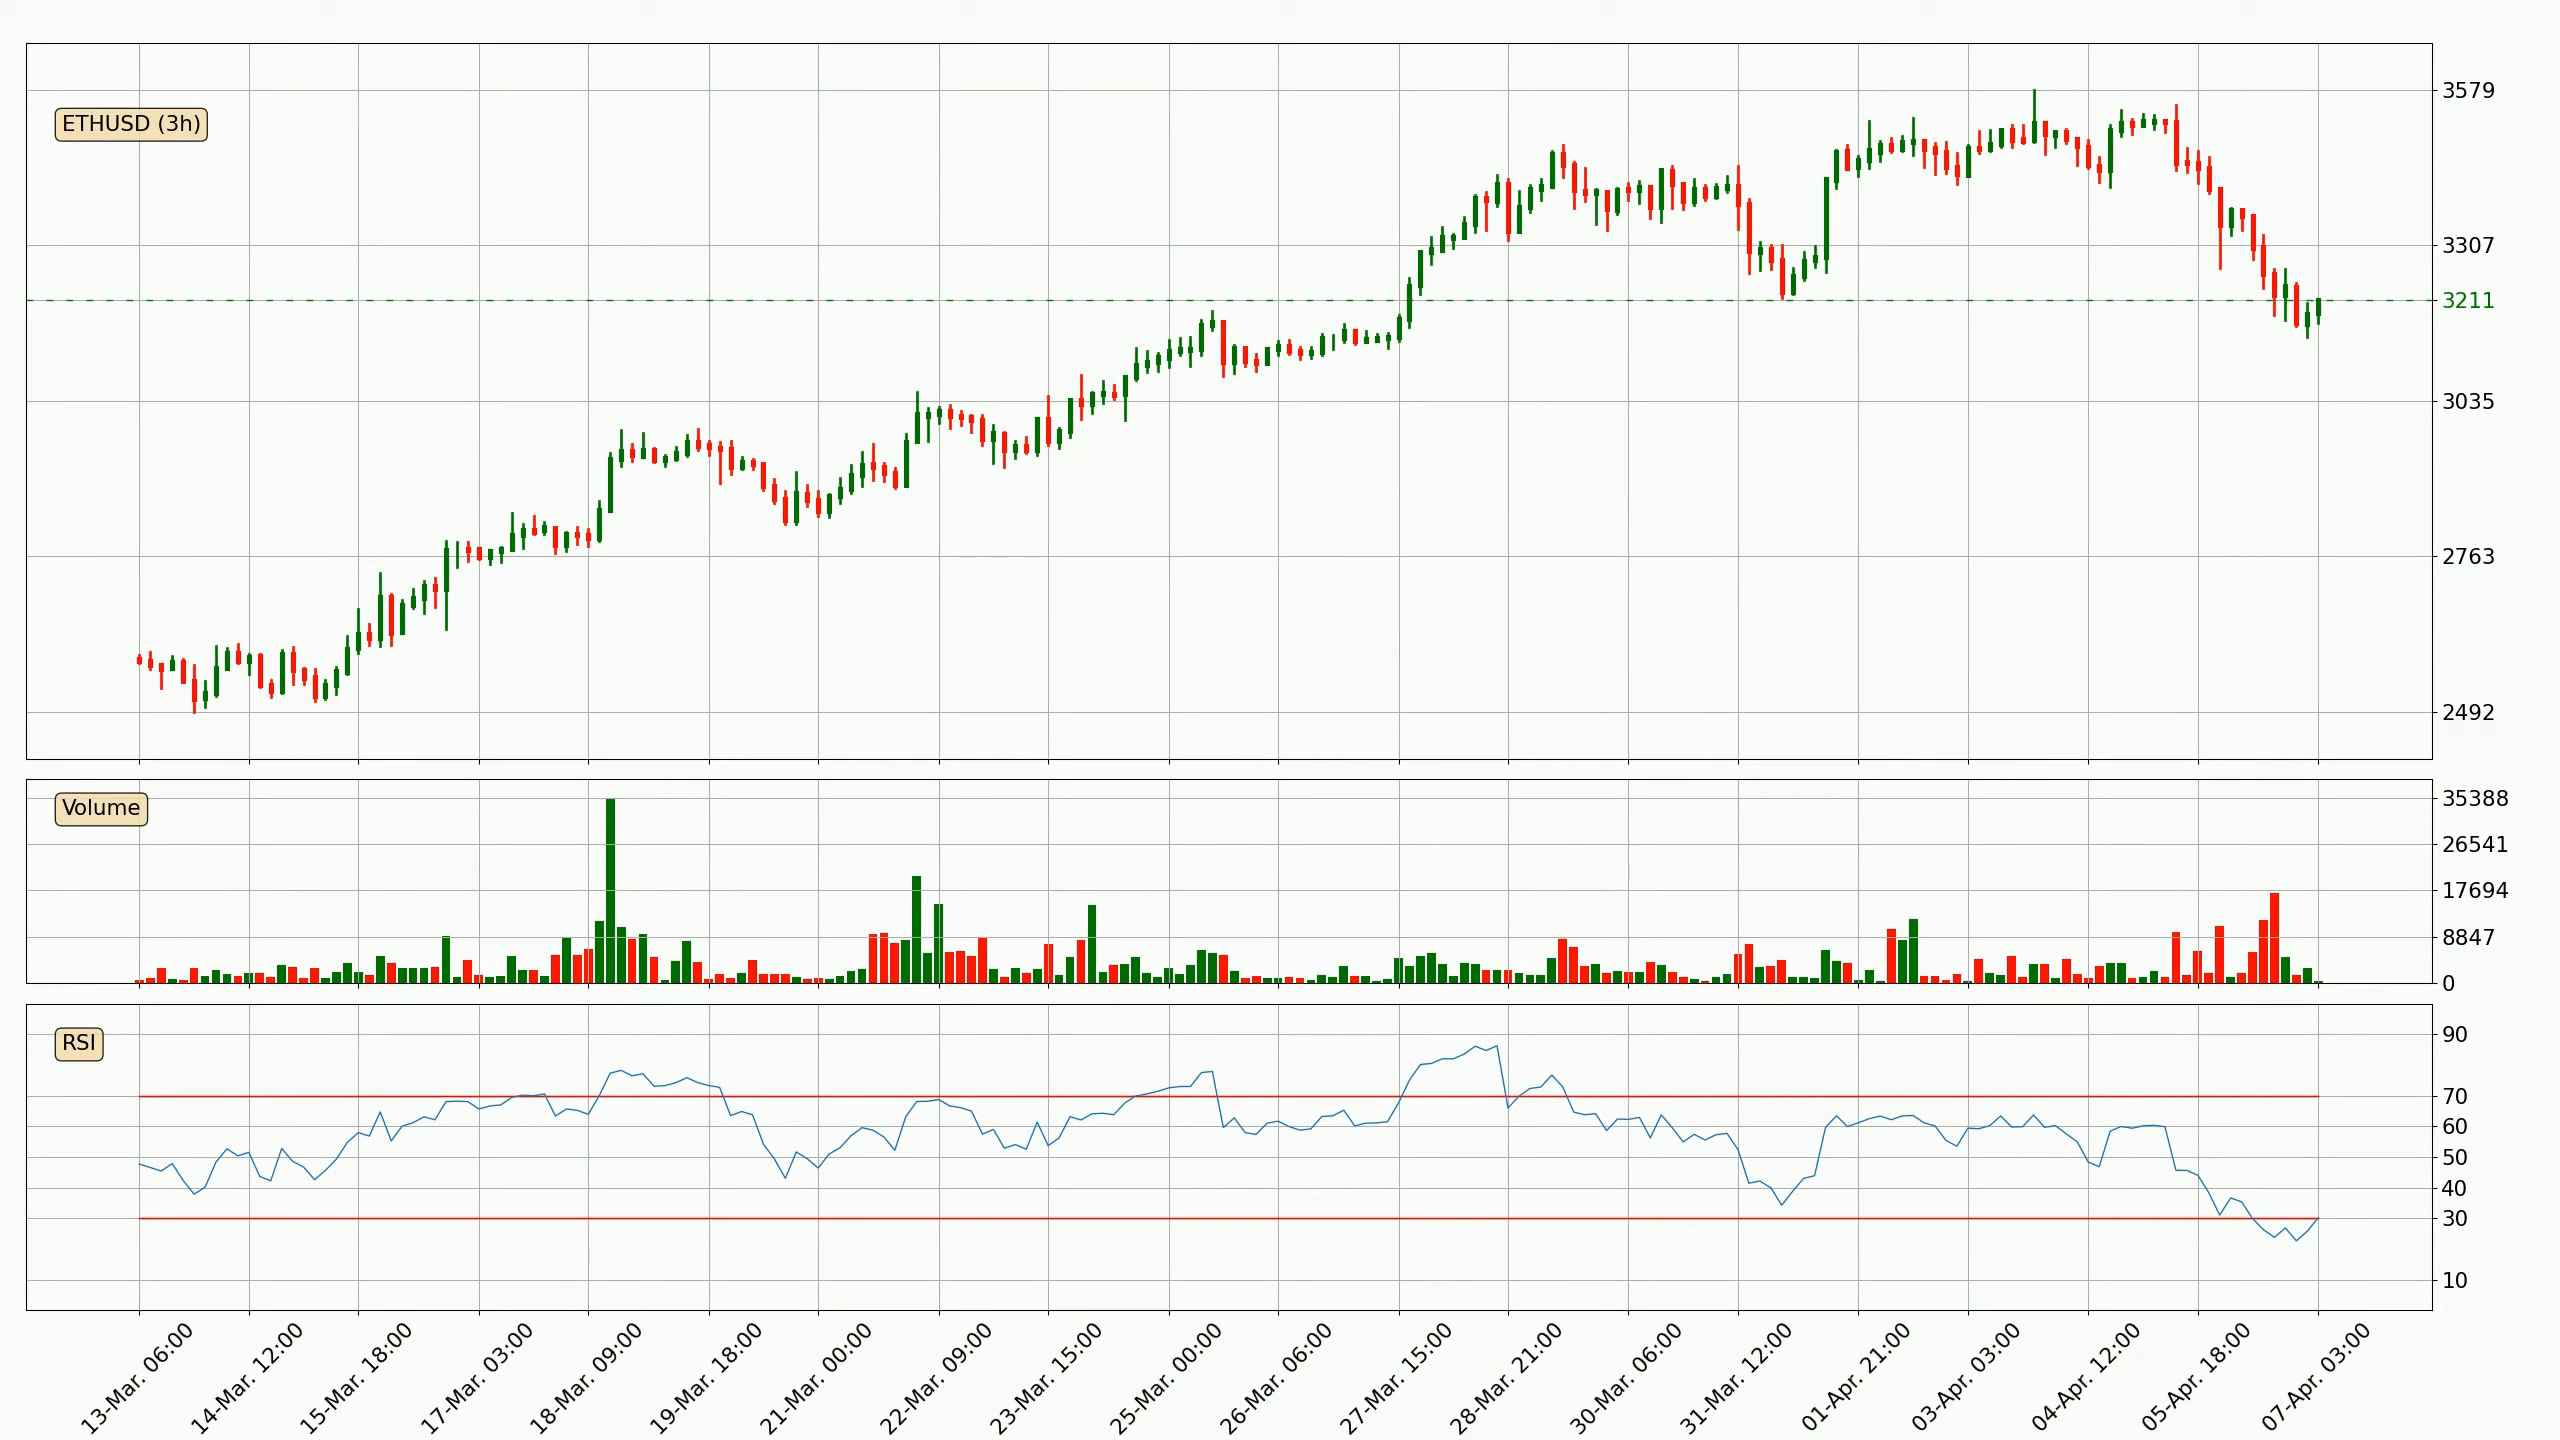 ETHUSD (3h)
3579
3307
3211
3035
2763
2492
Volume
35388
26541
17694
8847
0
RSI
90
70
60
50
40
30
10
13-Mar. 06:00
14-Mar. 12:00
15-Mar. 18:00
17-Mar. 03:00
18-Mar. 09:00
19-Mar. 18:00
21-Mar. 00:00
22-Mar. 09:00
23-Mar. 15:00
25-Mar. 00:00
26-Mar. 06:00
27-Mar. 15:00
28-Mar. 21:00
30-Mar. 06:00
31-Mar. 12:00
01-Apr. 21:00
03-Apr. 03:00
04-Apr. 12:00
05-Apr. 18:00
07-Apr. 03:00